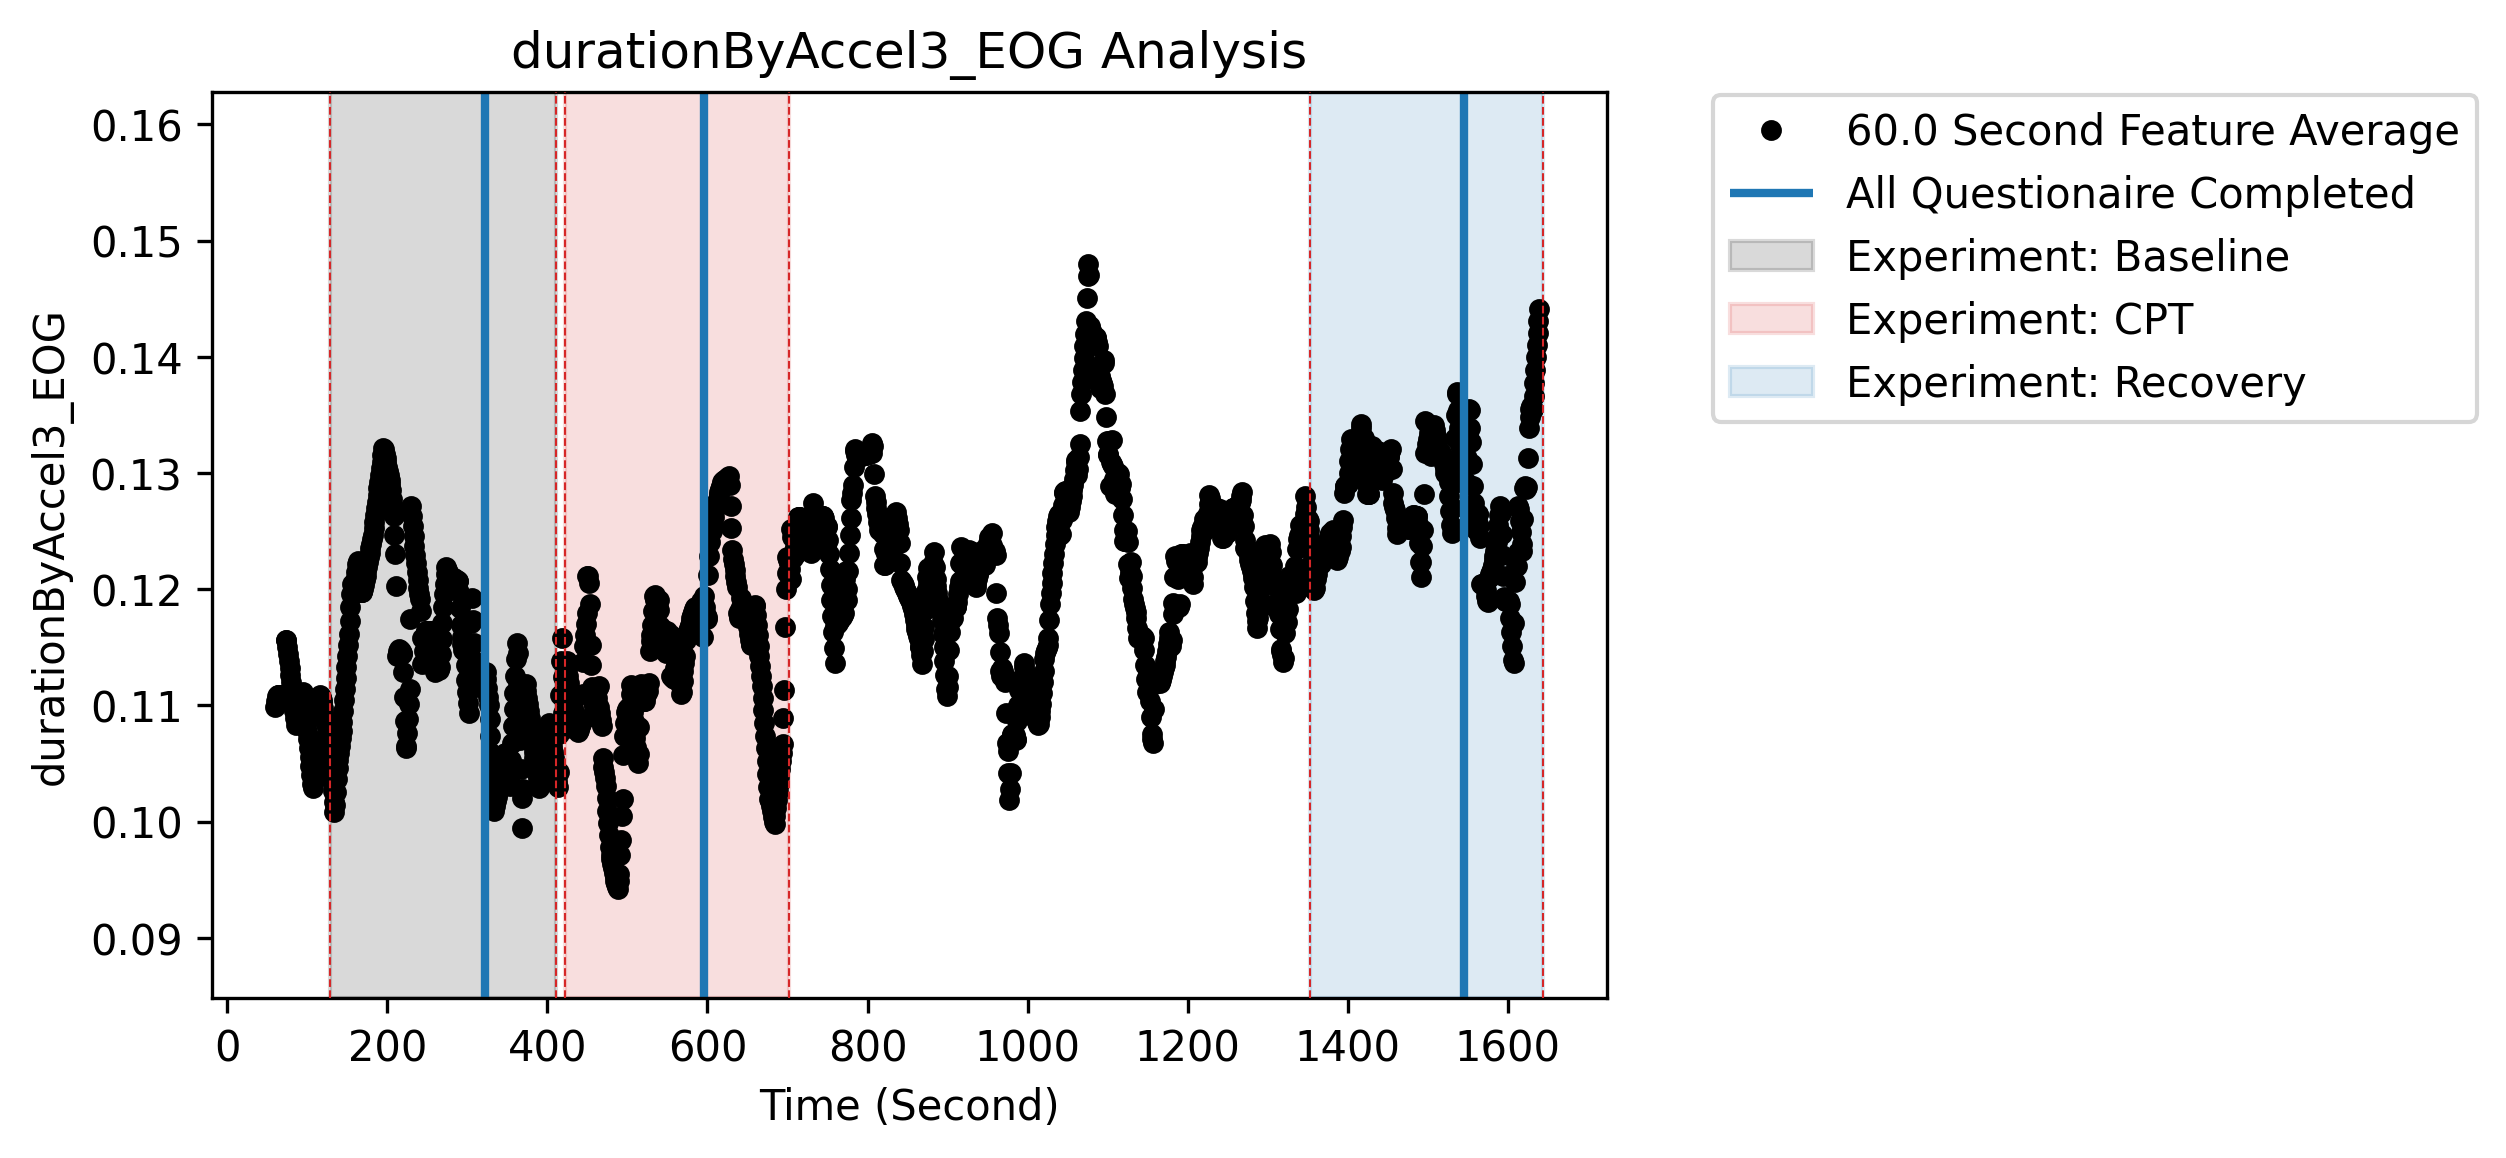 durationByAccel3_EOG Analysis
durationByAccel3_EOG
0.16
0.15
0.14
0.13
0.12
0.11
0.10
0.09
0 200 400 600 800 1000 1200 1400 1600
Time (Second)
60.0 Second Feature Average
All Questionaire Completed
Experiment: Baseline
Experiment: CPT
Experiment: Recovery